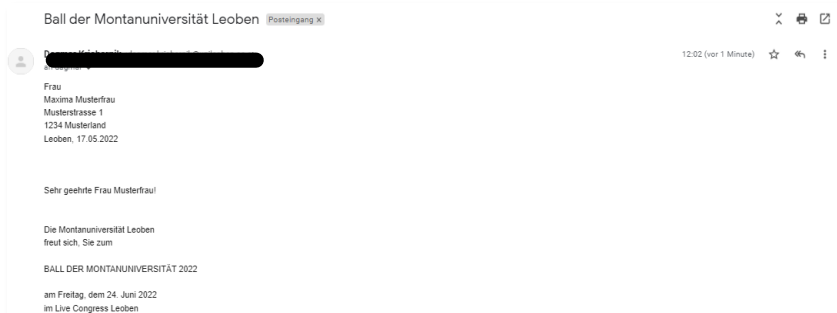 Ball der Montanuniversität Leoben Posteingang x
12:02 (vor 1 Minute)
Frau
Maxima Musterfrau
Musterstrasse 1
1234 Musterland
Leoben, 17.05.2022
Sehr geehrte Frau Musterfrau!
Die Montanuniversität Leoben
freut sich, Sie zum
BALL DER MONTANUNIVERSITÄT 2022
am Freitag, dem 24. Juni 2022
im Live Congress Leoben